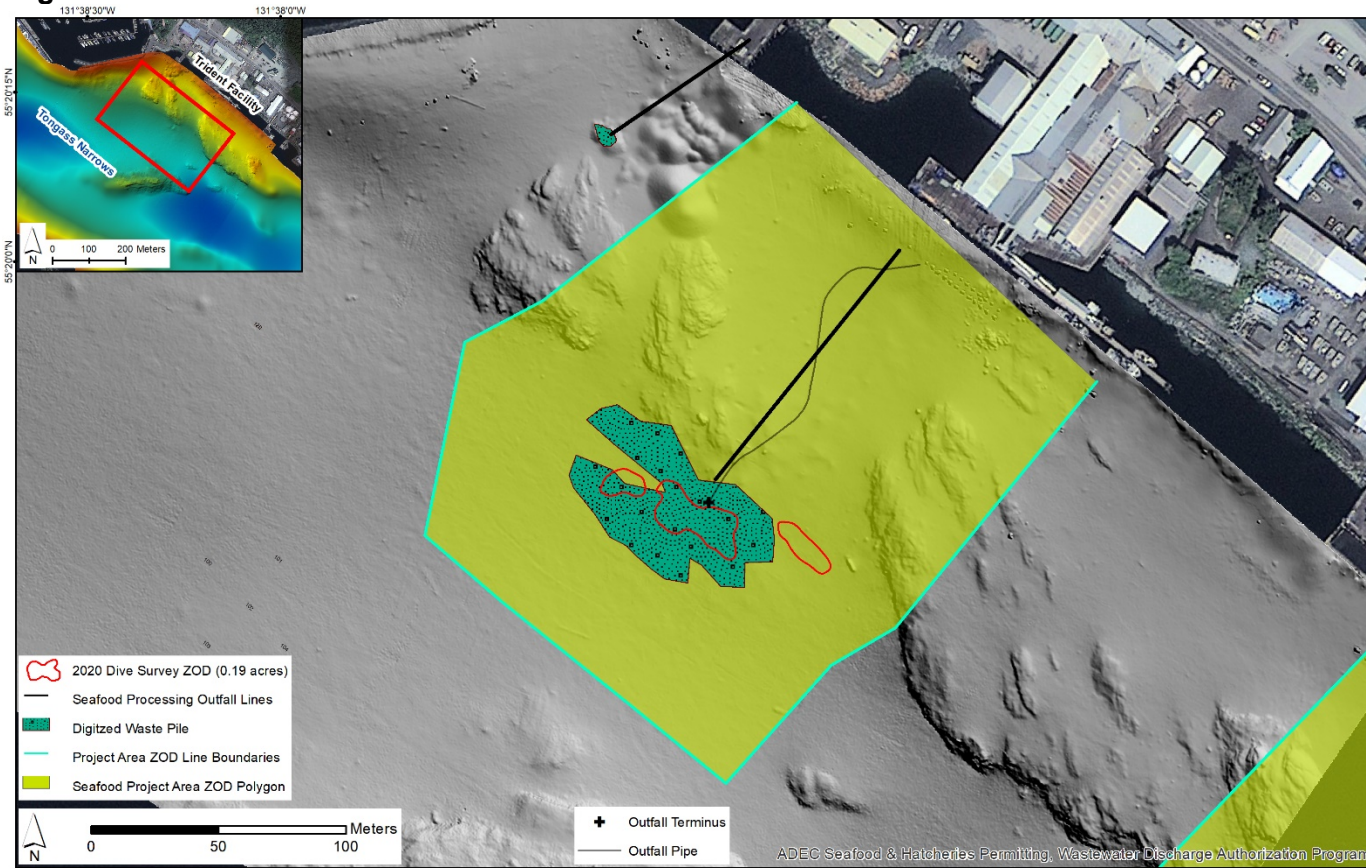 131°38'30"W
131°38'0"W
55°20'15"N
55°20'0"N
Trident Facility
Tongass Narrows
N
0 100 200 Meters
2020 Dive Survey ZOD (0.19 acres)
Seafood Processing Outfall Lines
Digitzed Waste Pile
Project Area ZOD Line Boundaries
Seafood Project Area ZOD Polygon
N
0 50 100 Meters
Outfall Terminus
Outfall Pipe
ADEC Seafood & Hatcheries Permitting, Wastewater Discharge Authorization Program